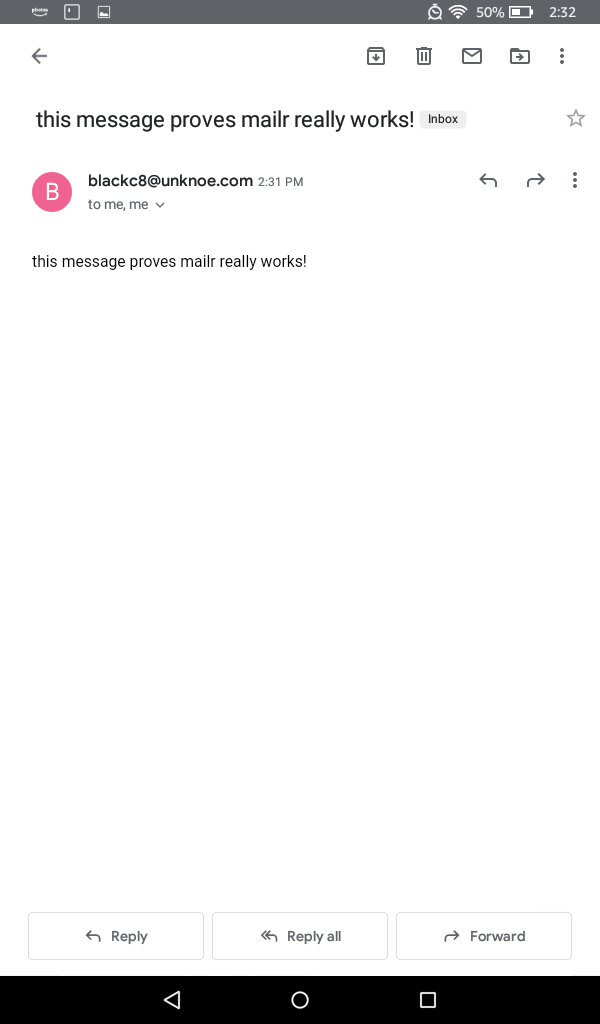 photos 50% 2:32
this message proves mailr really works! Inbox
B
blackc8@unknoe.com 2:31 PM
to me, me
this message proves mailr really works!
Reply Reply all Forward